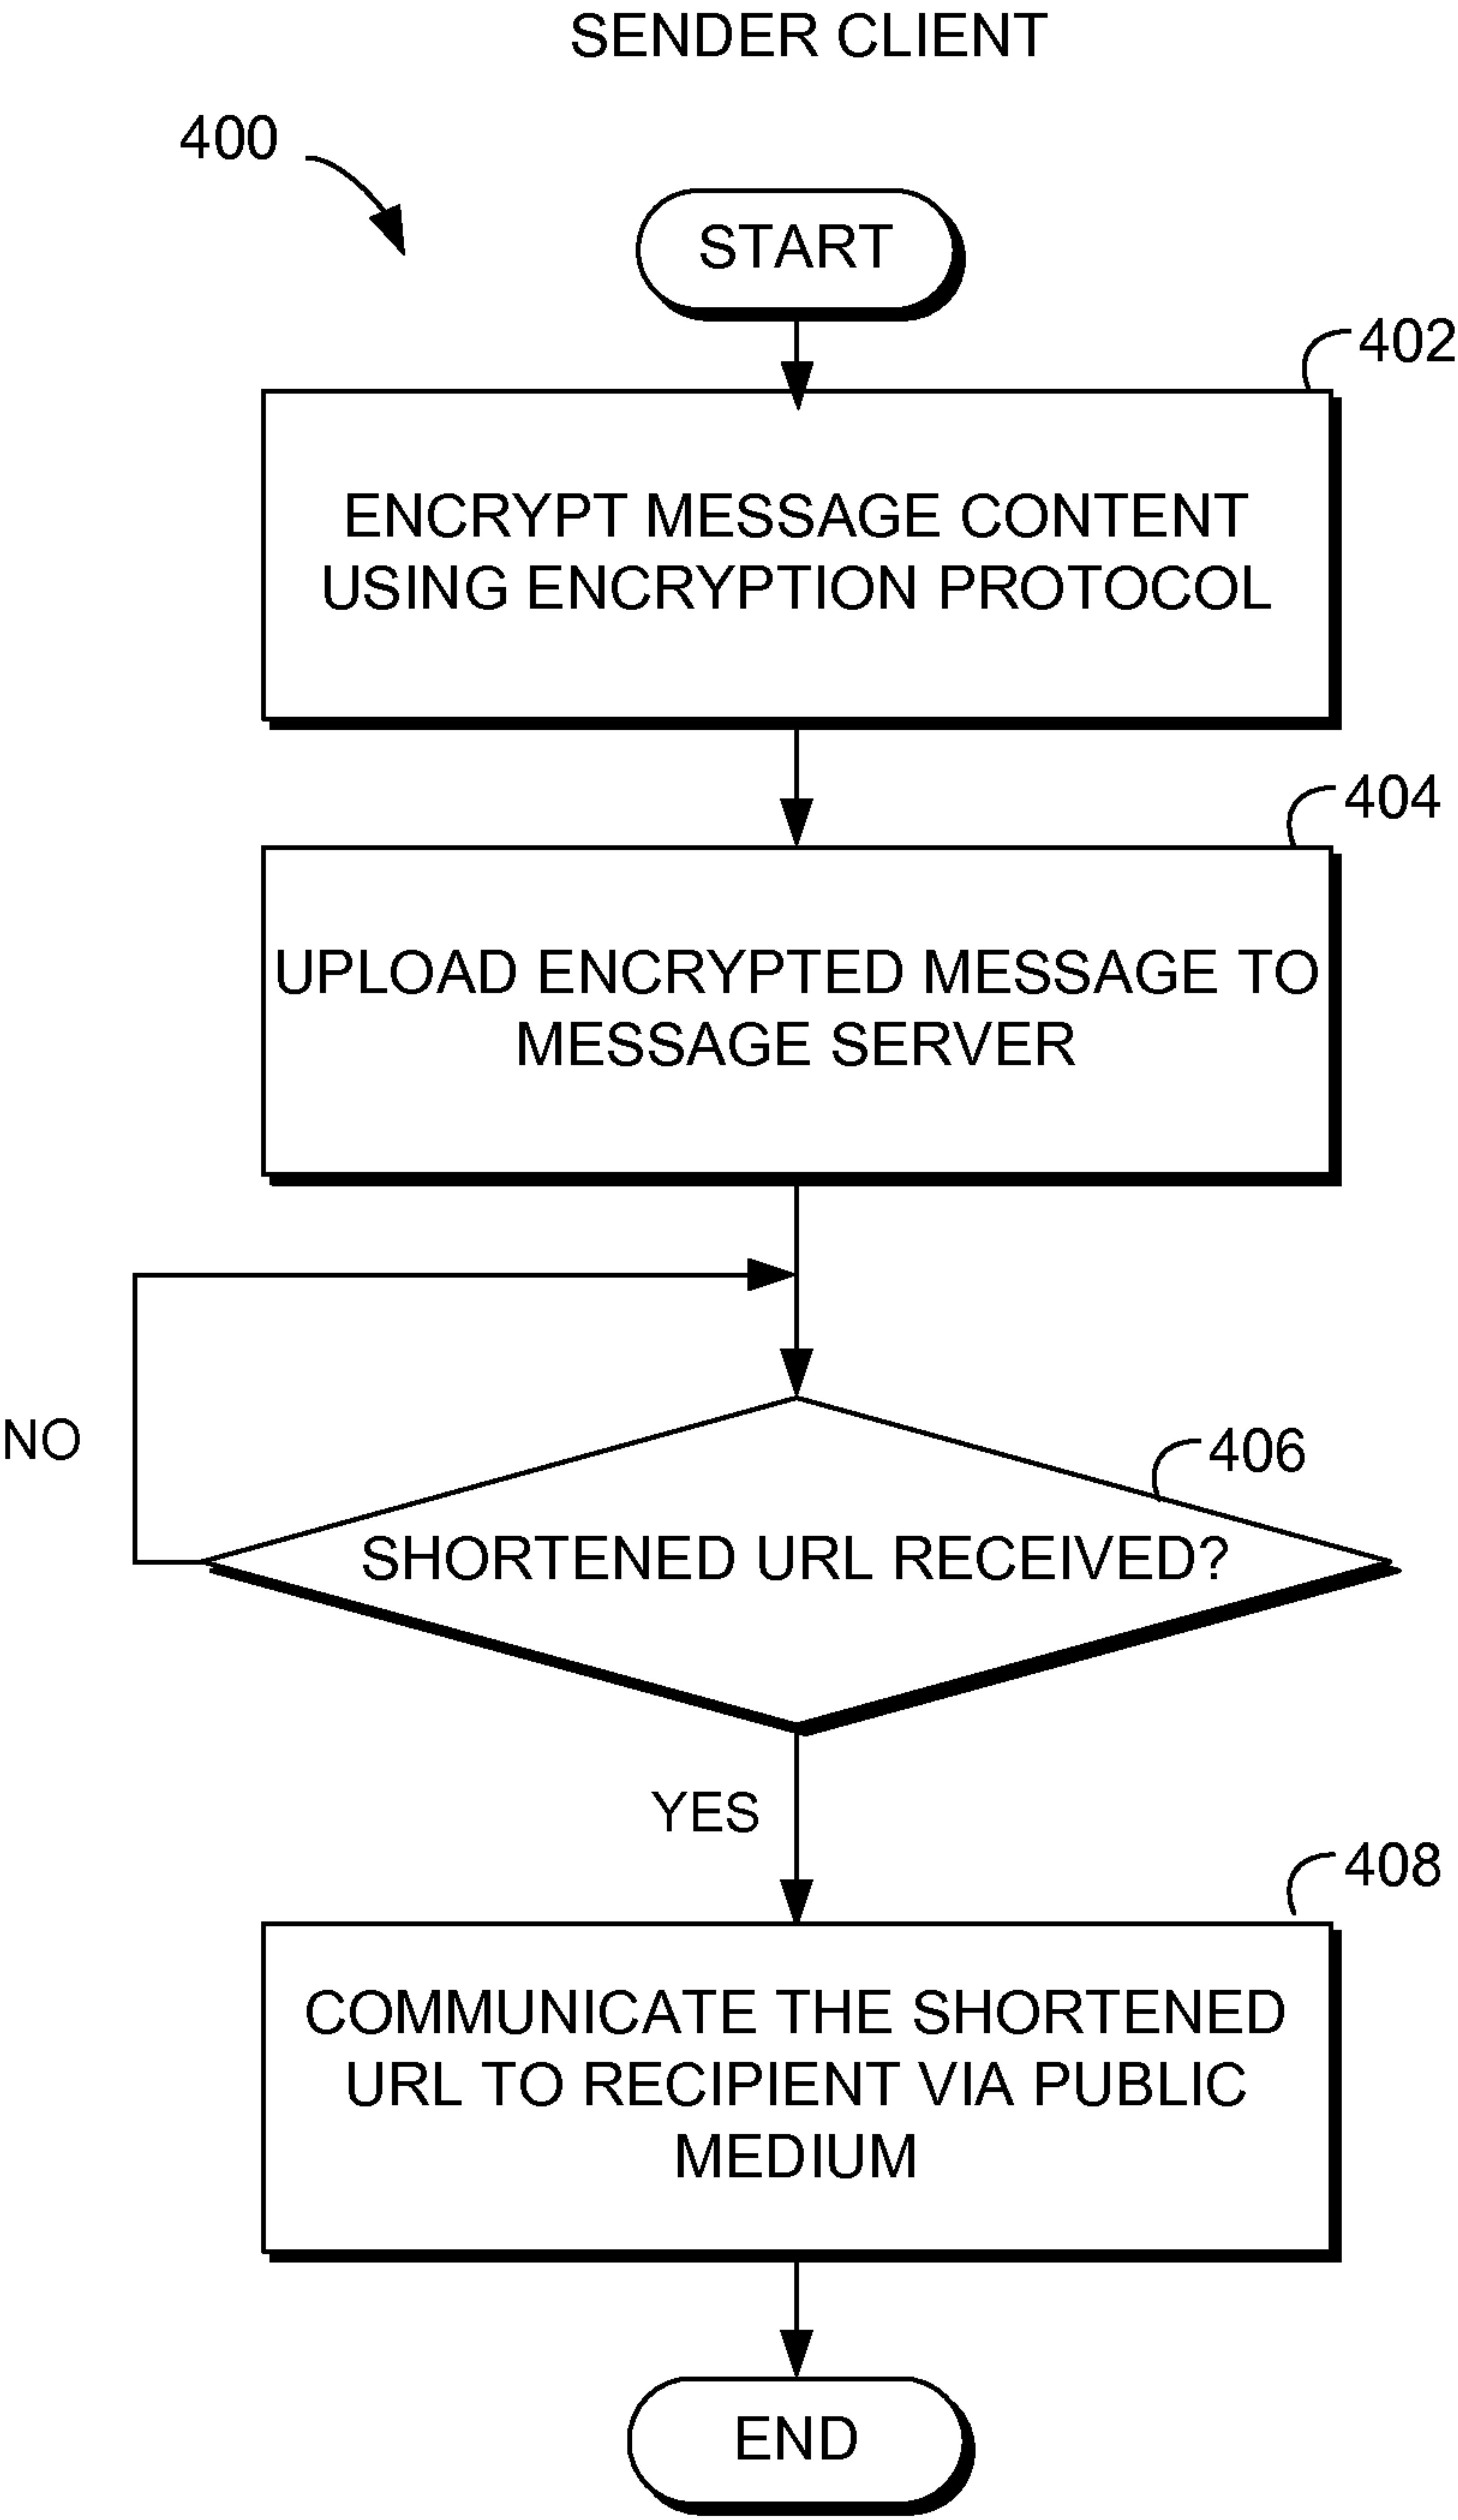 SENDER CLIENT
400
START
402
ENCRYPT MESSAGE CONTENT
USING ENCRYPTION PROTOCOL
404
UPLOAD ENCRYPTED MESSAGE TO
MESSAGE SERVER
NO
406
SHORTENED URL RECEIVED?
YES
408
COMMUNICATE THE SHORTENED
URL TO RECIPIENT VIA PUBLIC
MEDIUM
END